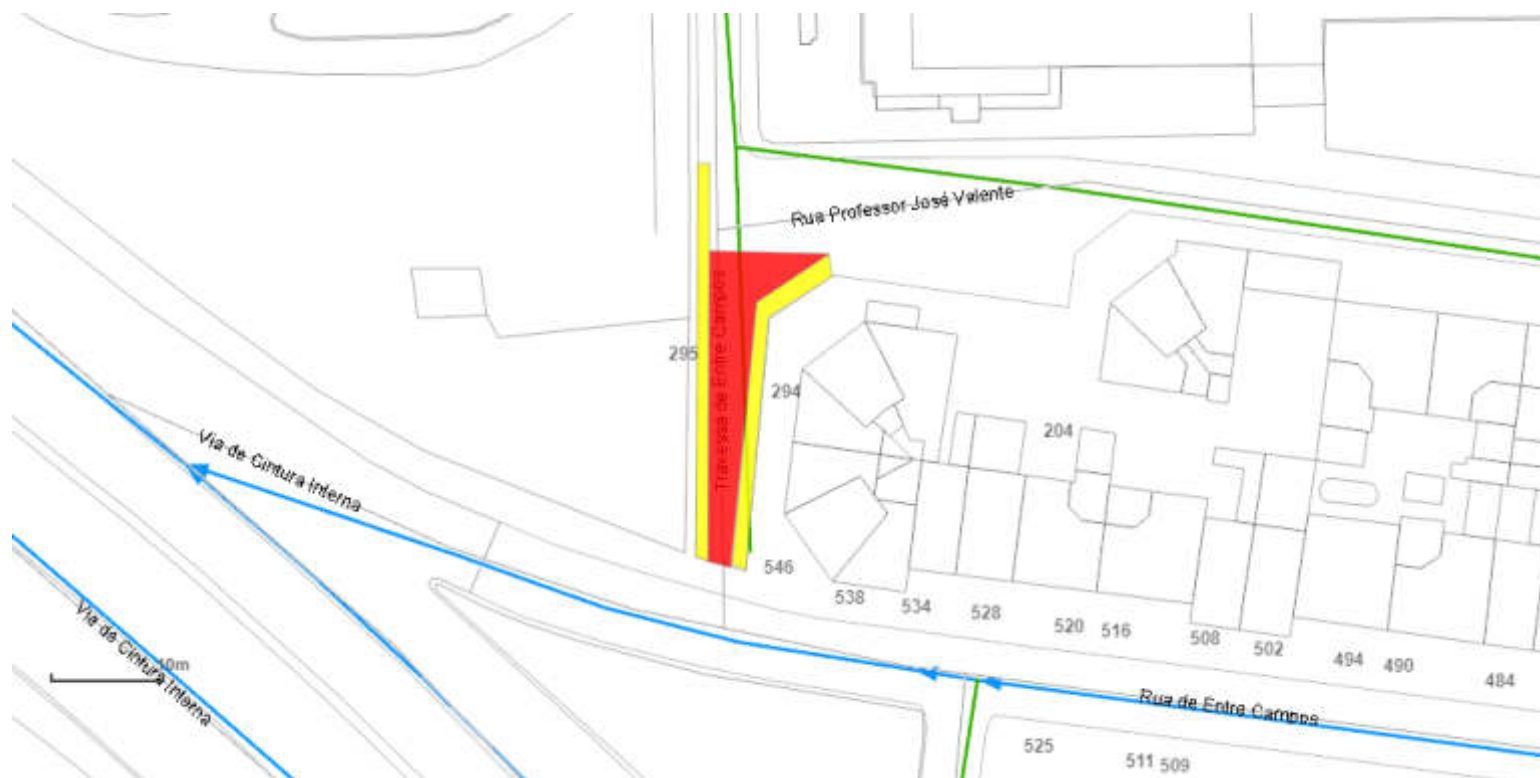 Rua Professor José Valente
Travessa de Entre Campos
295
294
204
Via de Cintura Interna
546
538
534
528
520
516
508
502
494
490
484
Via de Cintura Interna
10m
Rua de Entre Campos
525
511
509